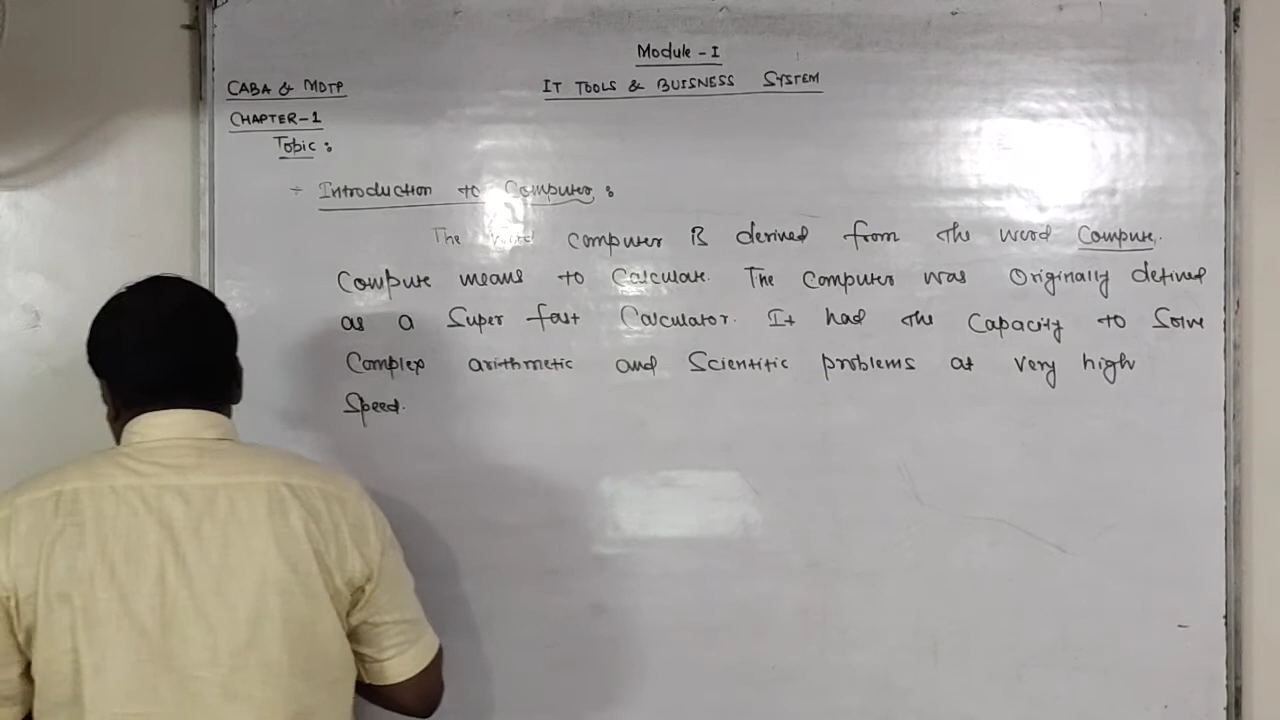 Module - I
CABA & MDTP
IT TOOLS & BUISNESS SYSTEM
CHAPTER-1
Topic :
÷ Introduction to Computer :
The word computer is derived from the word Compute.
Compute means to Calculate. The Computer was Originally defined
as a Super fast Calculator. It had the Capacity to Solve
Complex arithmetic and Scientific problems at very high
Speed.